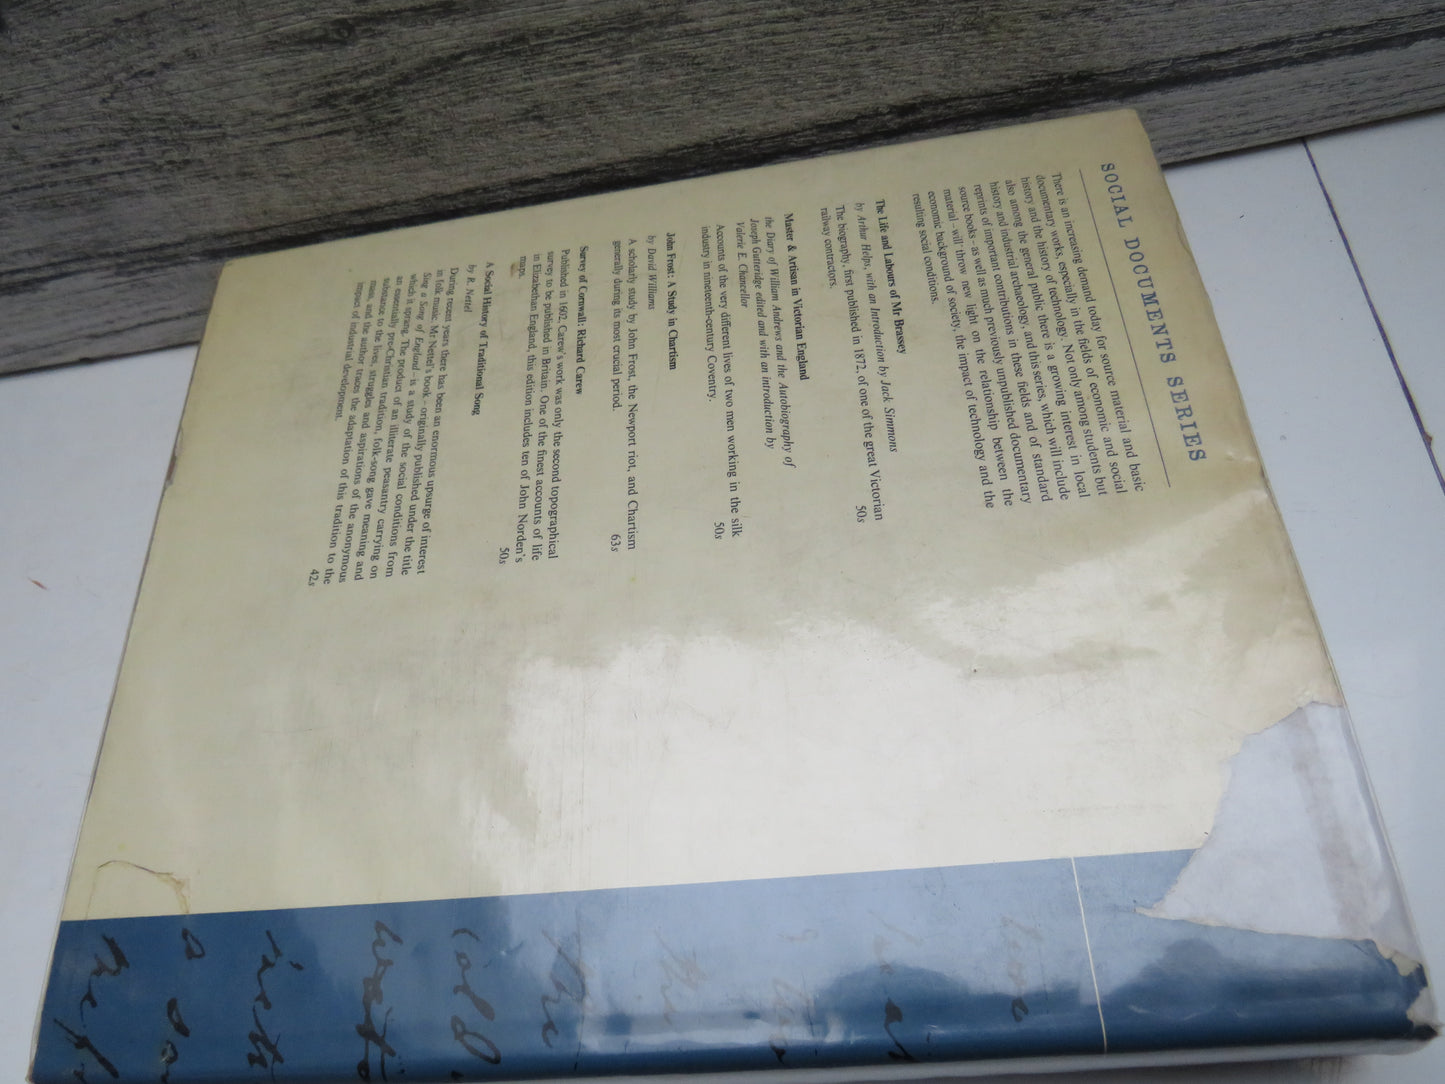 SOCIAL DOCUMENTS SERIES
There is an increasing demand today for source material and basic
documentary works, especially in the fields of economic and social
history and the history of technology. Not only among students but
also among the general public there is a growing interest in local
history and industrial archaeology, and this series, which will include
reprints of important contributions in these fields and of standard
source books - as well as much previously unpublished documentary
material - will throw new light on the relationship between the
economic background of society, the impact of technology and the
resulting social conditions.
The Life and Labours of Mr Brassey
by Arthur Helps, with an Introduction by Jack Simmons
The biography, first published in 1872, of one of the great Victorian
railway contractors. 50s
Master & Artisan in Victorian England
the Diary of William Andrews and the Autobiography of
Joseph Gutteridge edited and with an introduction by
Valerie E. Chancellor
Accounts of the very different lives of two men working in the silk
industry in nineteenth-century Coventry. 50s
John Frost: A Study in Chartism
by David Williams
A scholarly study by John Frost, the Newport riot, and Chartism
generally during its most crucial period. 63s
Survey of Cornwall: Richard Carew
Published in 1602, Carew's work was only the second topographical
survey to be published in Britain. One of the finest accounts of life
in Elizabethan England, this edition includes ten of John Norden's
maps. 50s
A Social History of Traditional Song
by R. Nettel
During recent years there has been an enormous upsurge of interest
in folk music. Mr Nettel's book - originally published under the title
Sing a Song of England - is a study of the social conditions from
which it sprang. The product of an illiterate peasantry carrying on
an essentially pre-Christian tradition, folk-song gave meaning and
substance to the lives, struggles and aspirations of the anonymous
mass, and the author traces the adaptation of this tradition to the
impact of industrial development. 42s
the
the